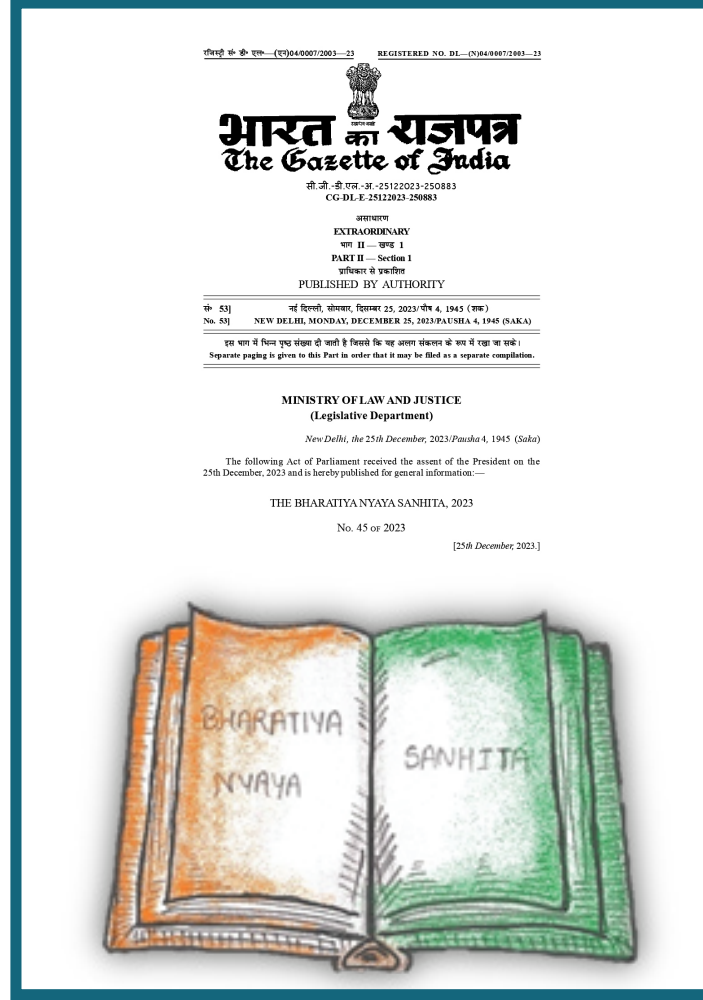 रजिस्ट्री सं॰ डी॰ एल॰—(एन)04/0007/2003—23 REGISTERED NO. DL—(N)04/0007/2003—23
सत्यमेव जयते
भारत का राजपत्र
The Gazette of India
सी.जी.-डी.एल.-अ.-25122023-250883
CG-DL-E-25122023-250883
असाधारण
EXTRAORDINARY
भाग II — खण्ड 1
PART II — Section 1
प्राधिकार से प्रकाशित
PUBLISHED BY AUTHORITY
सं॰ 53] नई दिल्ली, सोमवार, दिसम्बर 25, 2023/पौष 4, 1945 (शक)
No. 53] NEW DELHI, MONDAY, DECEMBER 25, 2023/PAUSHA 4, 1945 (SAKA)
इस भाग में भिन्न पृष्ठ संख्या दी जाती है जिससे कि यह अलग संकलन के रूप में रखा जा सके।
Separate paging is given to this Part in order that it may be filed as a separate compilation.
MINISTRY OF LAW AND JUSTICE
(Legislative Department)
New Delhi, the 25th December, 2023/Pausha 4, 1945 (Saka)
The following Act of Parliament received the assent of the President on the
25th December, 2023 and is hereby published for general information:—
THE BHARATIYA NYAYA SANHITA, 2023
No. 45 OF 2023
[25th December, 2023.]
BHARATIYA
NYAYA
SANHITA